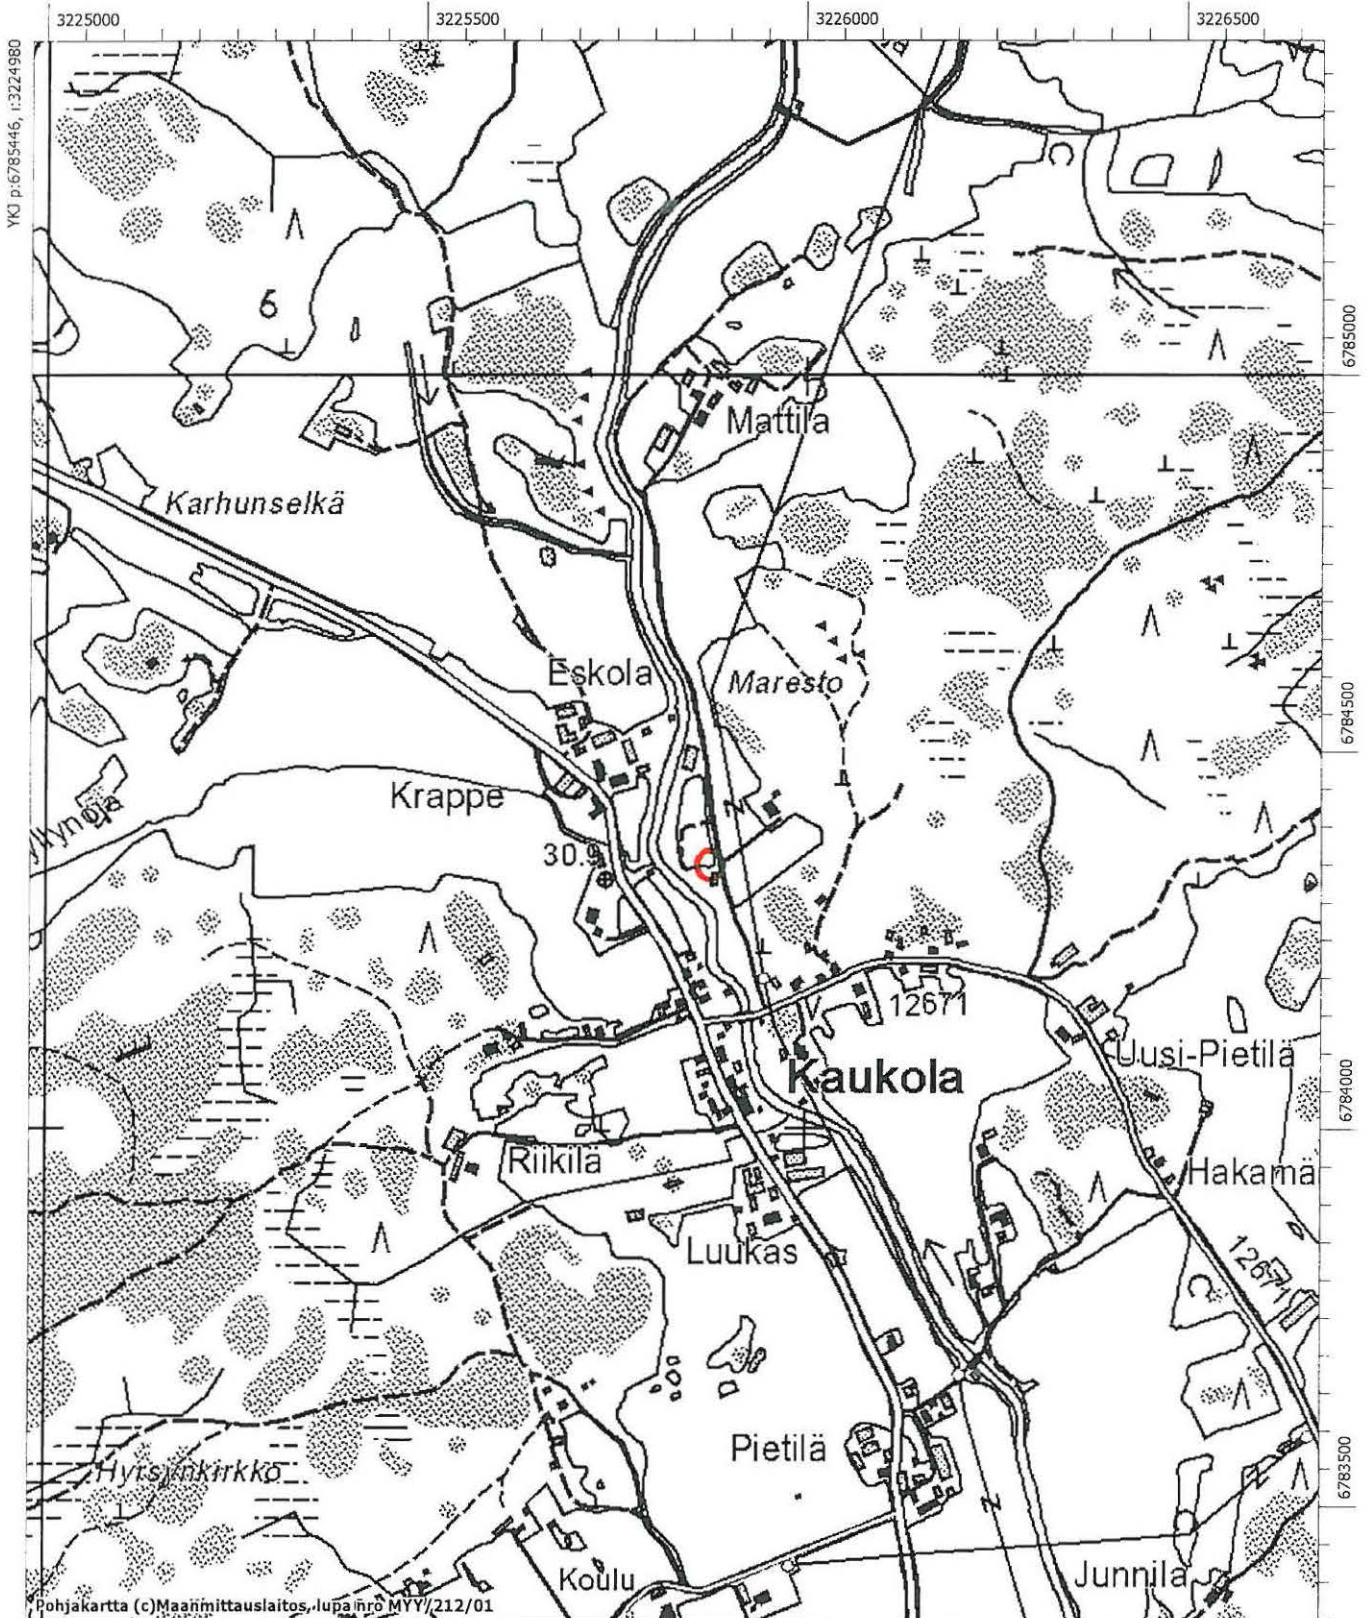 3225000
3225500
3226000
3226500
YKJ p:6785446, i:3224980
6
6785000
Mattila
Karhunselkä
Eskola
Maresto
6784500
Krappe
30.9
12671
Kaukola
Uusi-Pietilä
6784000
Riikilä
Hakamä
Luukas
12671
Pietilä
6783500
Hyrsynkirkko
Koulu
Junnila
Pohjakartta (c)Maanmittauslaitos, lupa nro MYY/212/01